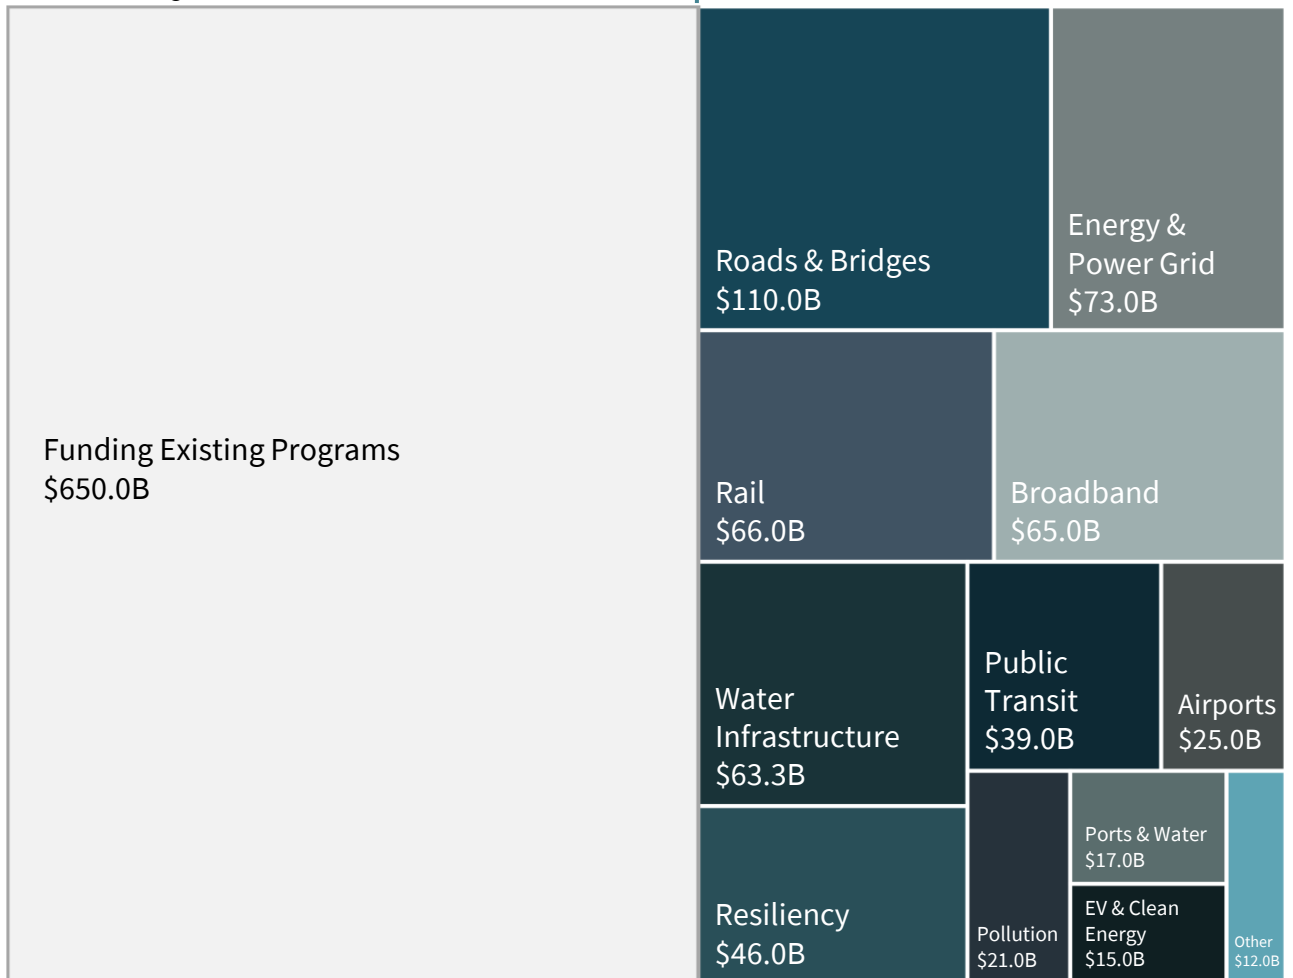 Funding Existing Programs
$650.0B
Roads & Bridges
$110.0B
Energy &
Power Grid
$73.0B
Rail
$66.0B
Broadband
$65.0B
Water
Infrastructure
$63.3B
Public
Transit
$39.0B
Airports
$25.0B
Resiliency
$46.0B
Pollution
$21.0B
Ports & Water
$17.0B
EV & Clean
Energy
$15.0B
Other
$12.0B